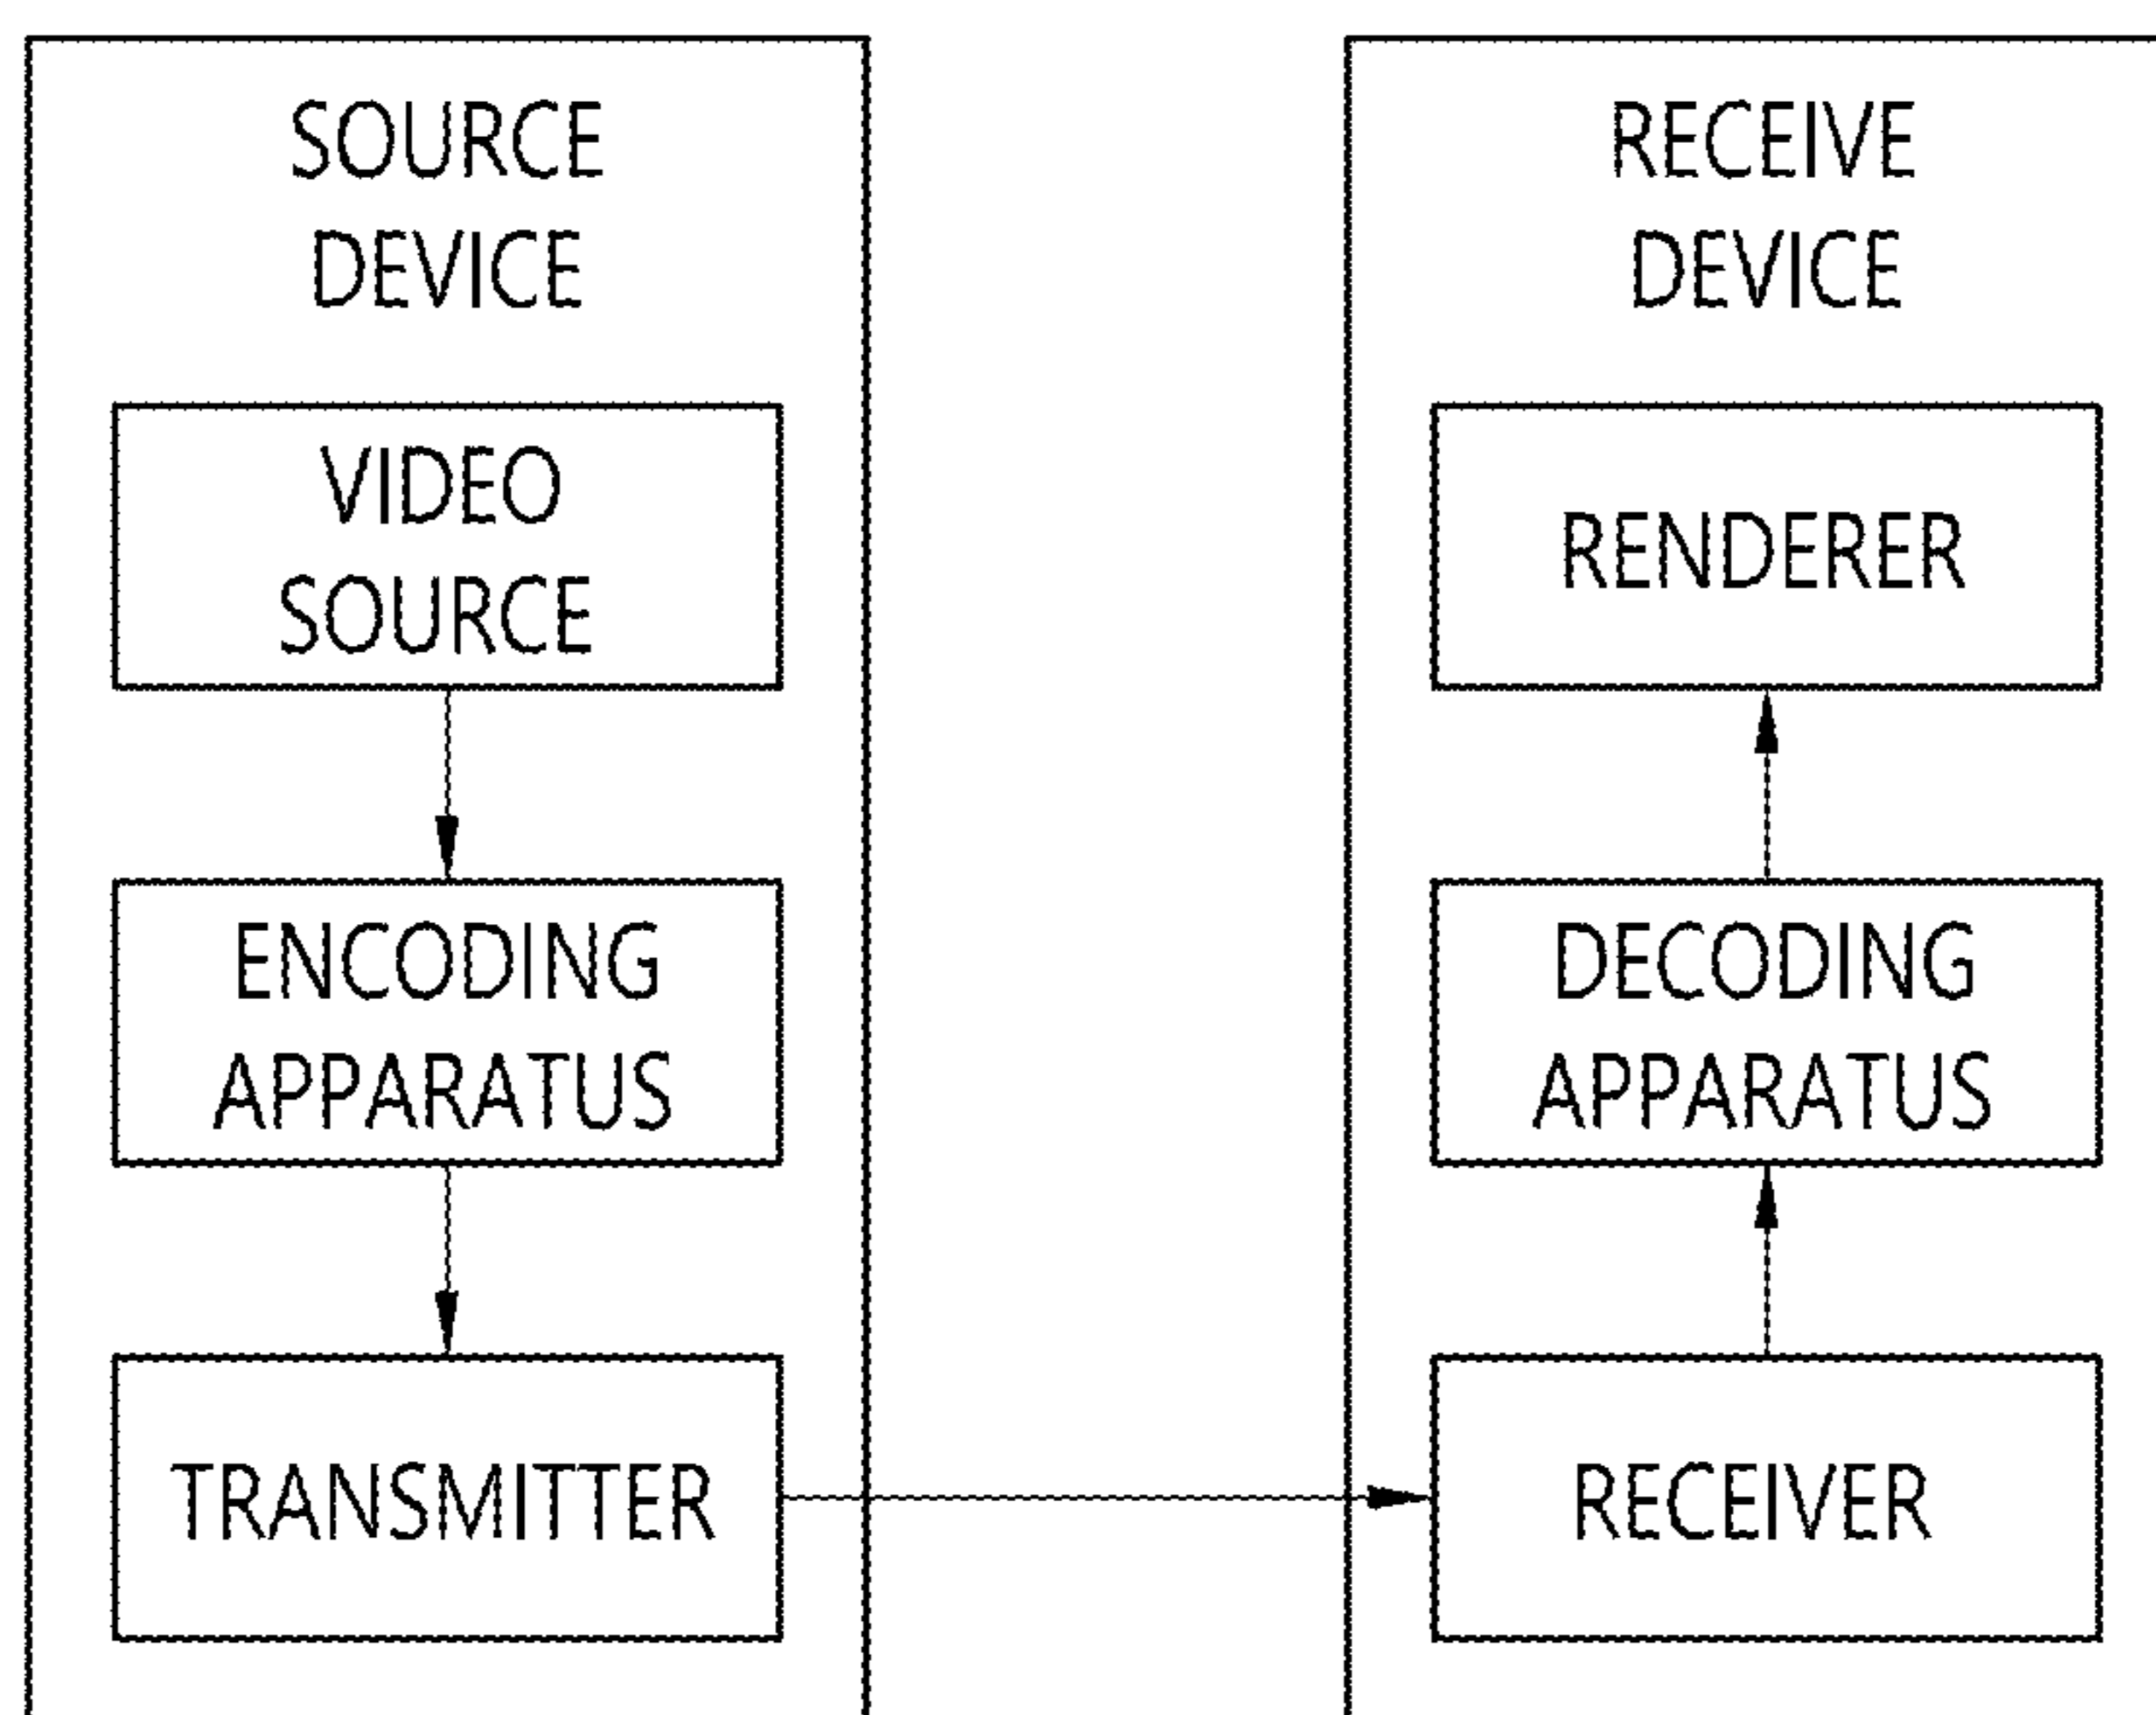 SOURCE
DEVICE
VIDEO
SOURCE
ENCODING
APPARATUS
TRANSMITTER
RECEIVE
DEVICE
RENDERER
DECODING
APPARATUS
RECEIVER